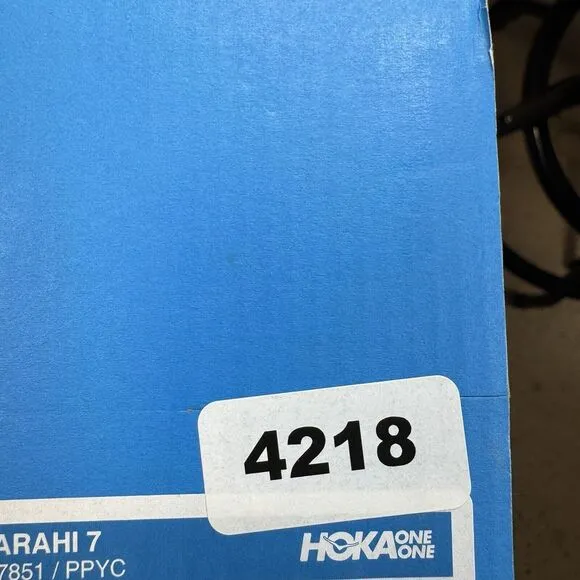 4218
ARAHI 7
HOKA ONE ONE
7851 / PPYC